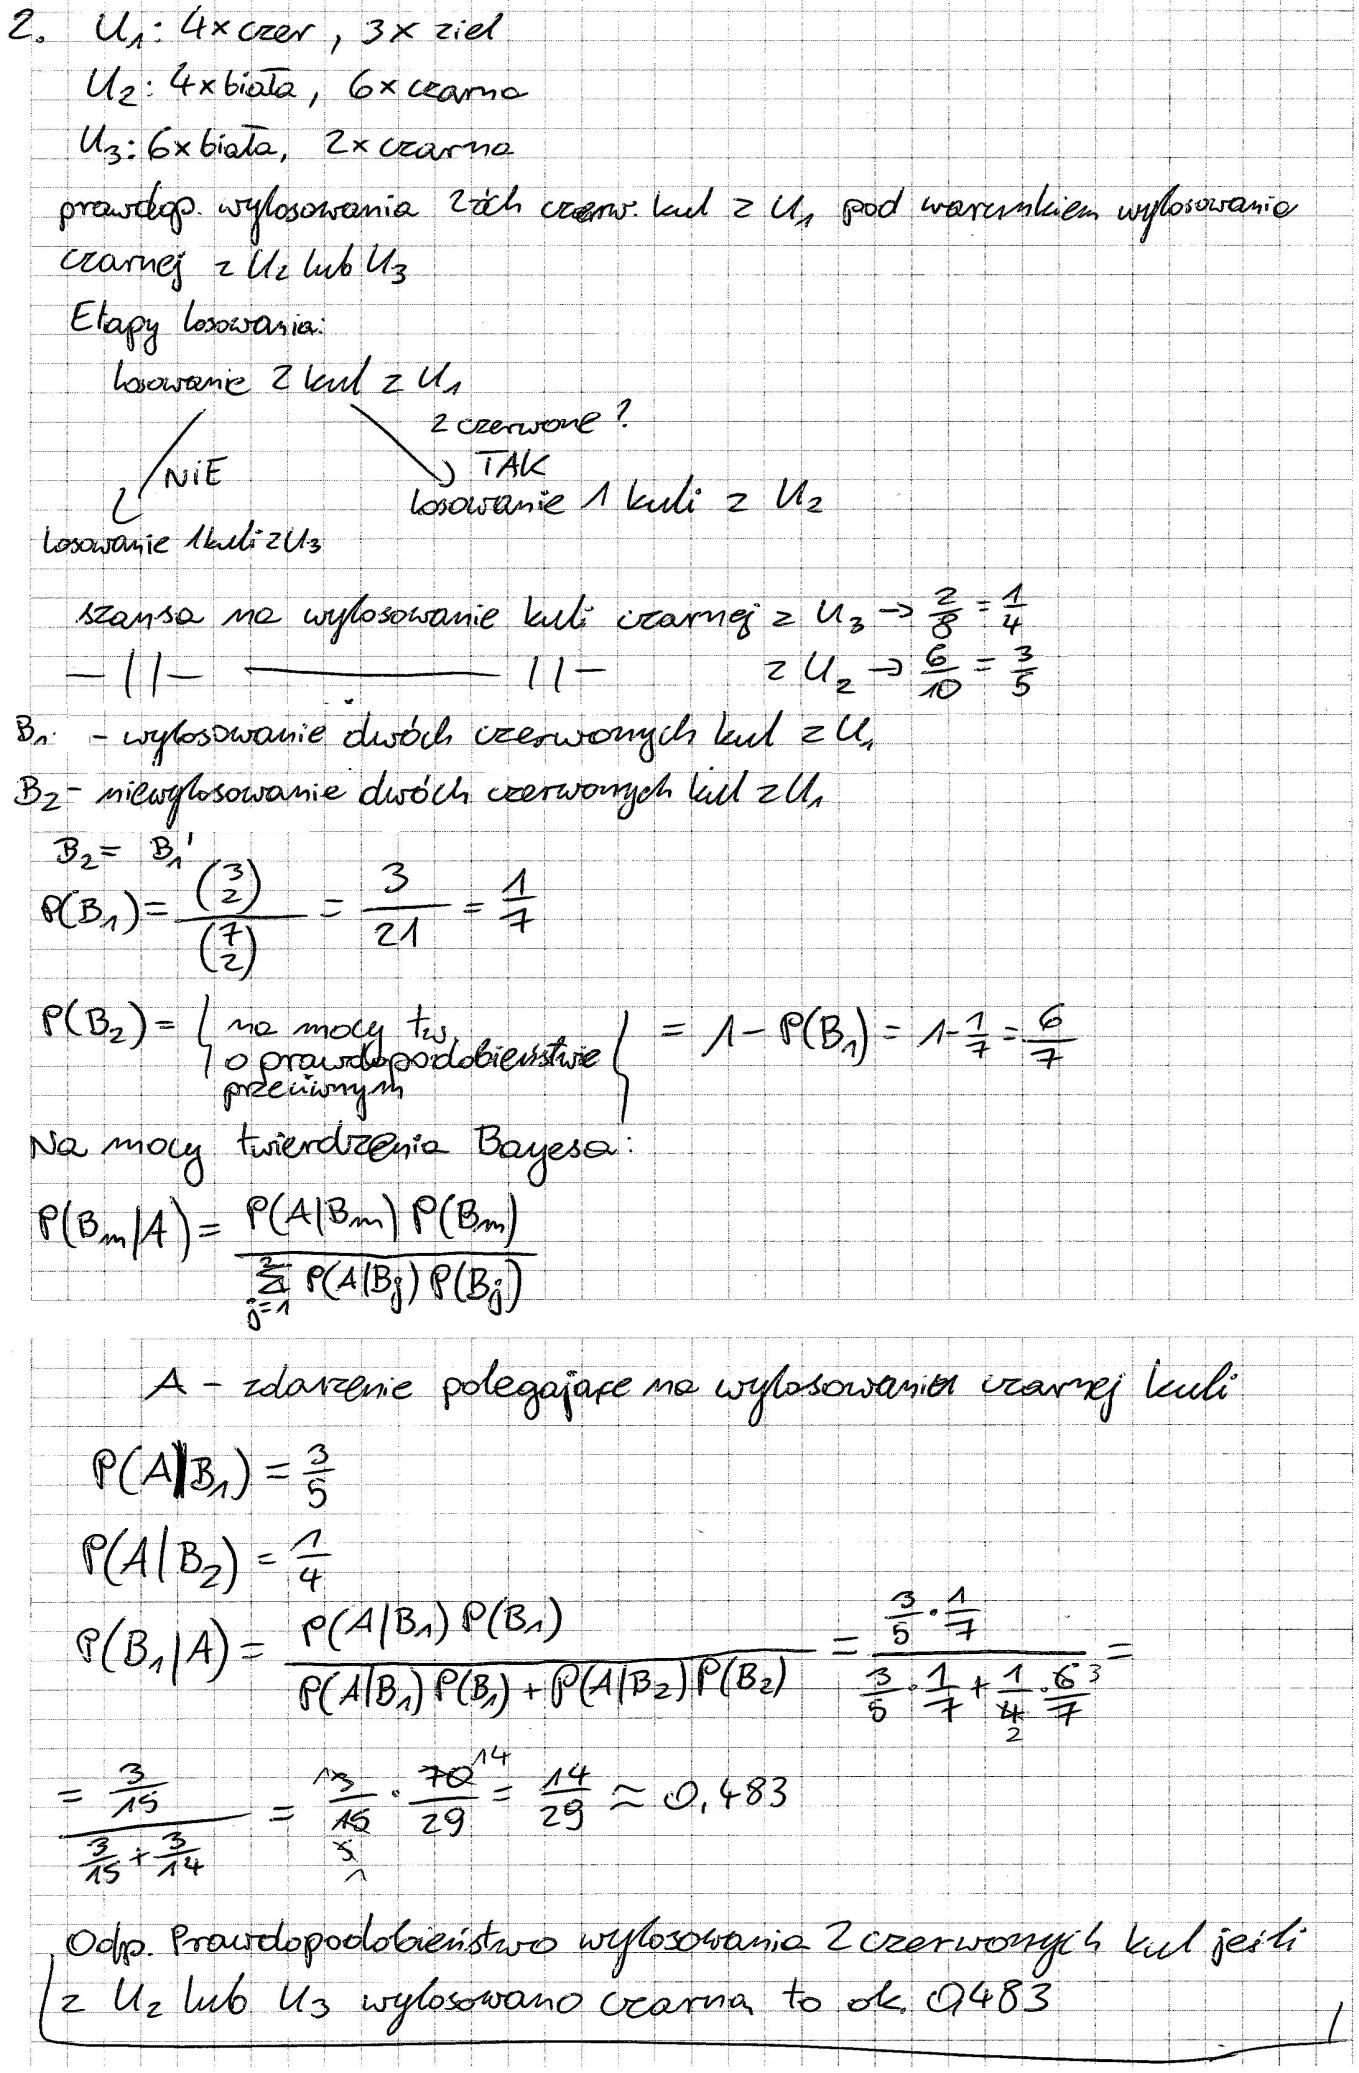 2. U₁: 4x czer, 3x ziel
U₂: 4x biała, 6x czarna
U₃: 6x biała, 2x czarna
prawdop. wylosowania 2-óch czerw. kul z U₁ pod warunkiem wylosowania
czarnej z U₂ lub U₃
Etapy losowania:
losowanie 2 kul z U₁
2 czerwone?
NIE TAK
losowanie 1 kuli z U₂
losowanie 1 kuli z U₃
szansa na wylosowanie kuli czarnej z U₃ → 2/8 = 1/4
—||— ———— ||— z U₂ → 6/10 = 3/5
B₁ - wylosowanie dwóch czerwonych kul z U₁
B₂ - niewylosowanie dwóch czerwonych kul z U₁
B₂ = B₁'
P(B₁) = (3 2)/(7 2) = 3/21 = 1/7
P(B₂) = { na mocy tw. o prawdopodobieństwie przeciwnym } = 1 - P(B₁) = 1 - 1/7 = 6/7
Na mocy twierdzenia Bayesa:
P(Bₘ|A) = P(A|Bₘ) P(Bₘ) / ∑_{j=1}^{2} P(A|Bⱼ) P(Bⱼ)
A - zdarzenie polegające na wylosowaniu czarnej kuli
P(A|B₁) = 3/5
P(A|B₂) = 1/4
P(B₁|A) = P(A|B₁) P(B₁) / (P(A|B₁) P(B₁) + P(A|B₂) P(B₂)) = (3/5 · 1/7) / (3/5 · 1/7 + 1/4 2 · 6/7 3) =
= (3/15) / (3/15 + 3/14) = 3/15 · 70/29 14 = 14/29 ≈ 0,483
Odp. Prawdopodobieństwo wylosowania 2 czerwonych kul jeśli
z U₂ lub U₃ wylosowano czarną to ok. 0,483